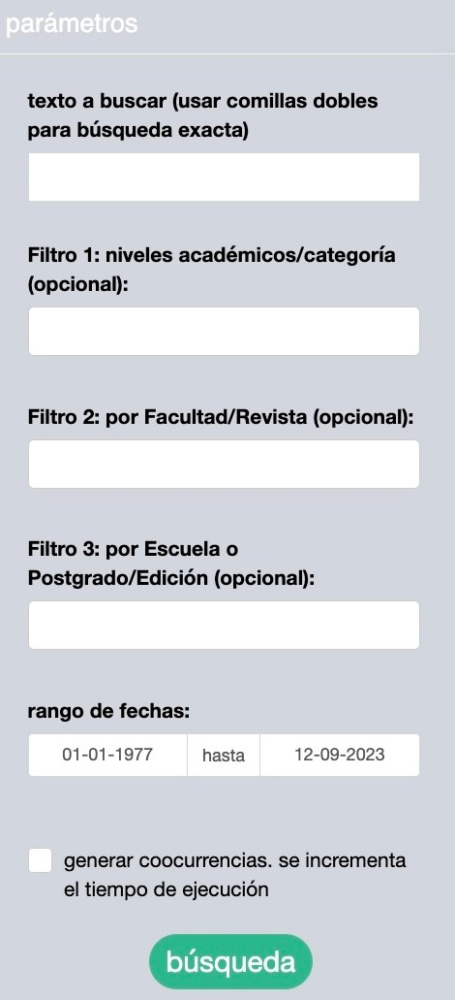 parámetros
texto a buscar (usar comillas dobles
para búsqueda exacta)
Filtro 1: niveles académicos/categoría
(opcional):
Filtro 2: por Facultad/Revista (opcional):
Filtro 3: por Escuela o
Postgrado/Edición (opcional):
rango de fechas:
01-01-1977 hasta 12-09-2023
generar coocurrencias. se incrementa
el tiempo de ejecución
búsqueda